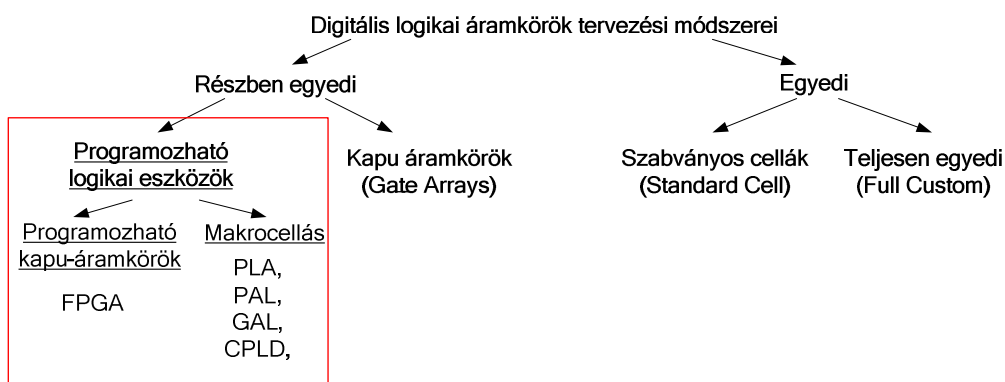 Digitális logikai áramkörök tervezési módszerei
Részben egyedi
Egyedi
Programozható
logikai eszközök
Kapu áramkörök
(Gate Arrays)
Szabványos cellák
(Standard Cell)
Teljesen egyedi
(Full Custom)
Programozható
kapu-áramkörök
FPGA
Makrocellás
PLA,
PAL,
GAL,
CPLD,